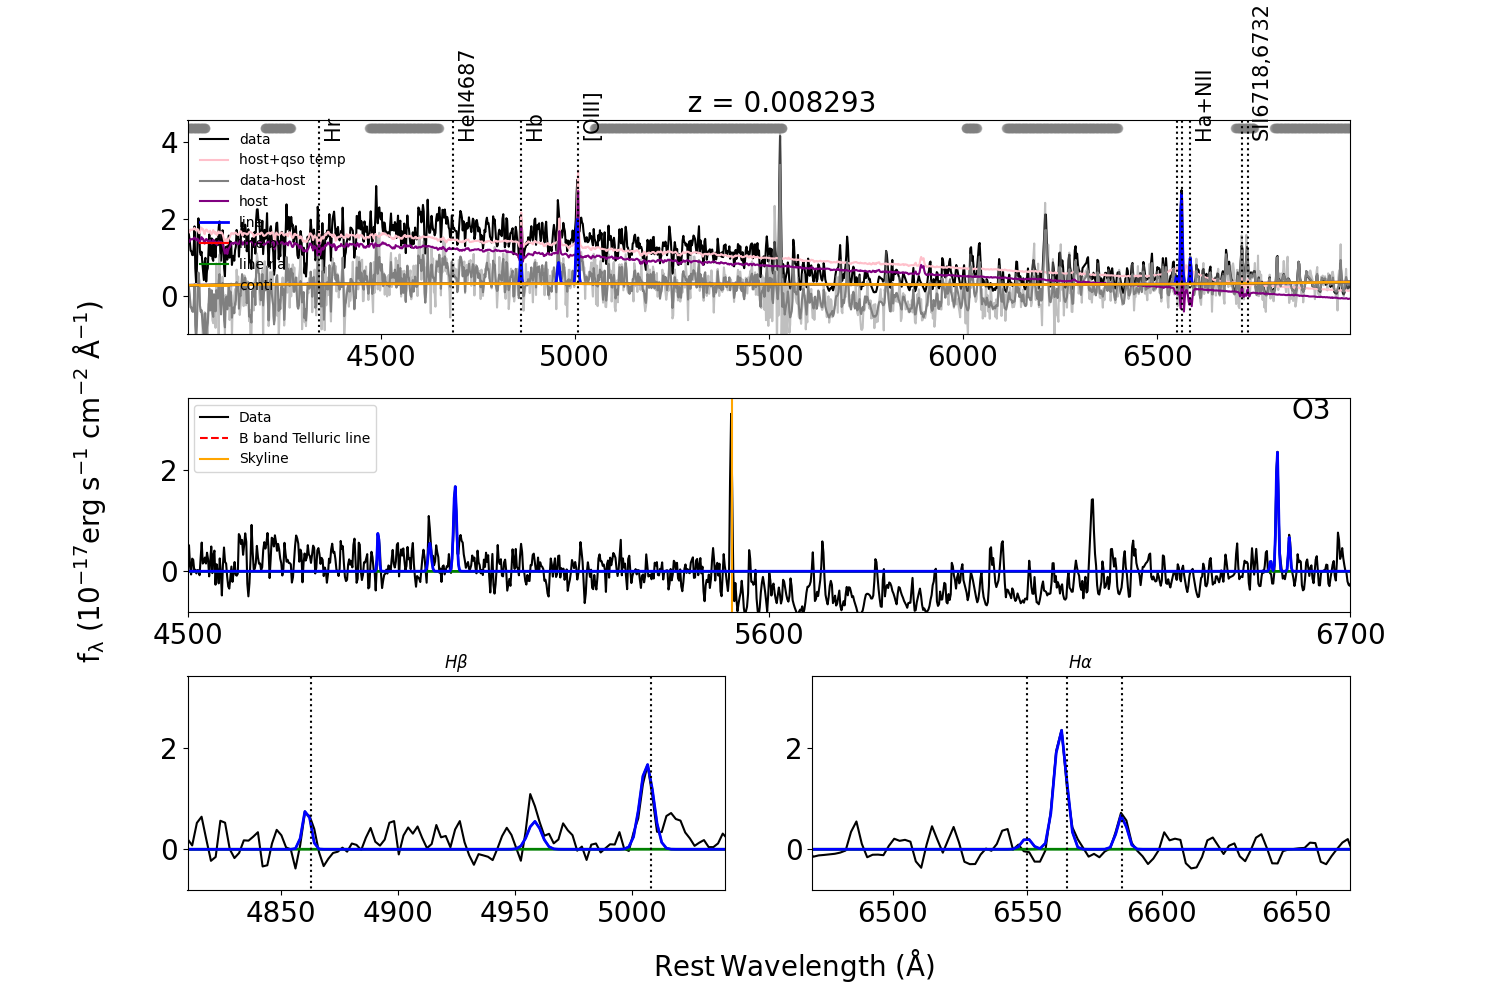 z = 0.008293
Hr
HeII4687
Hb
[OIII]
Ha+NII
SII6718,6732
data
host+qso temp
data-host
host
line
line na
conti
4
2
0
4500 5000 5500 6000 6500
f_λ (10^{-17} erg s^{-1} cm^{-2} Å^{-1})
O3
Data
B band Telluric line
Skyline
2
0
4500 5600 6700
Hβ
2
0
4850 4900 4950 5000
Hα
2
0
6500 6550 6600 6650
Rest Wavelength (Å)